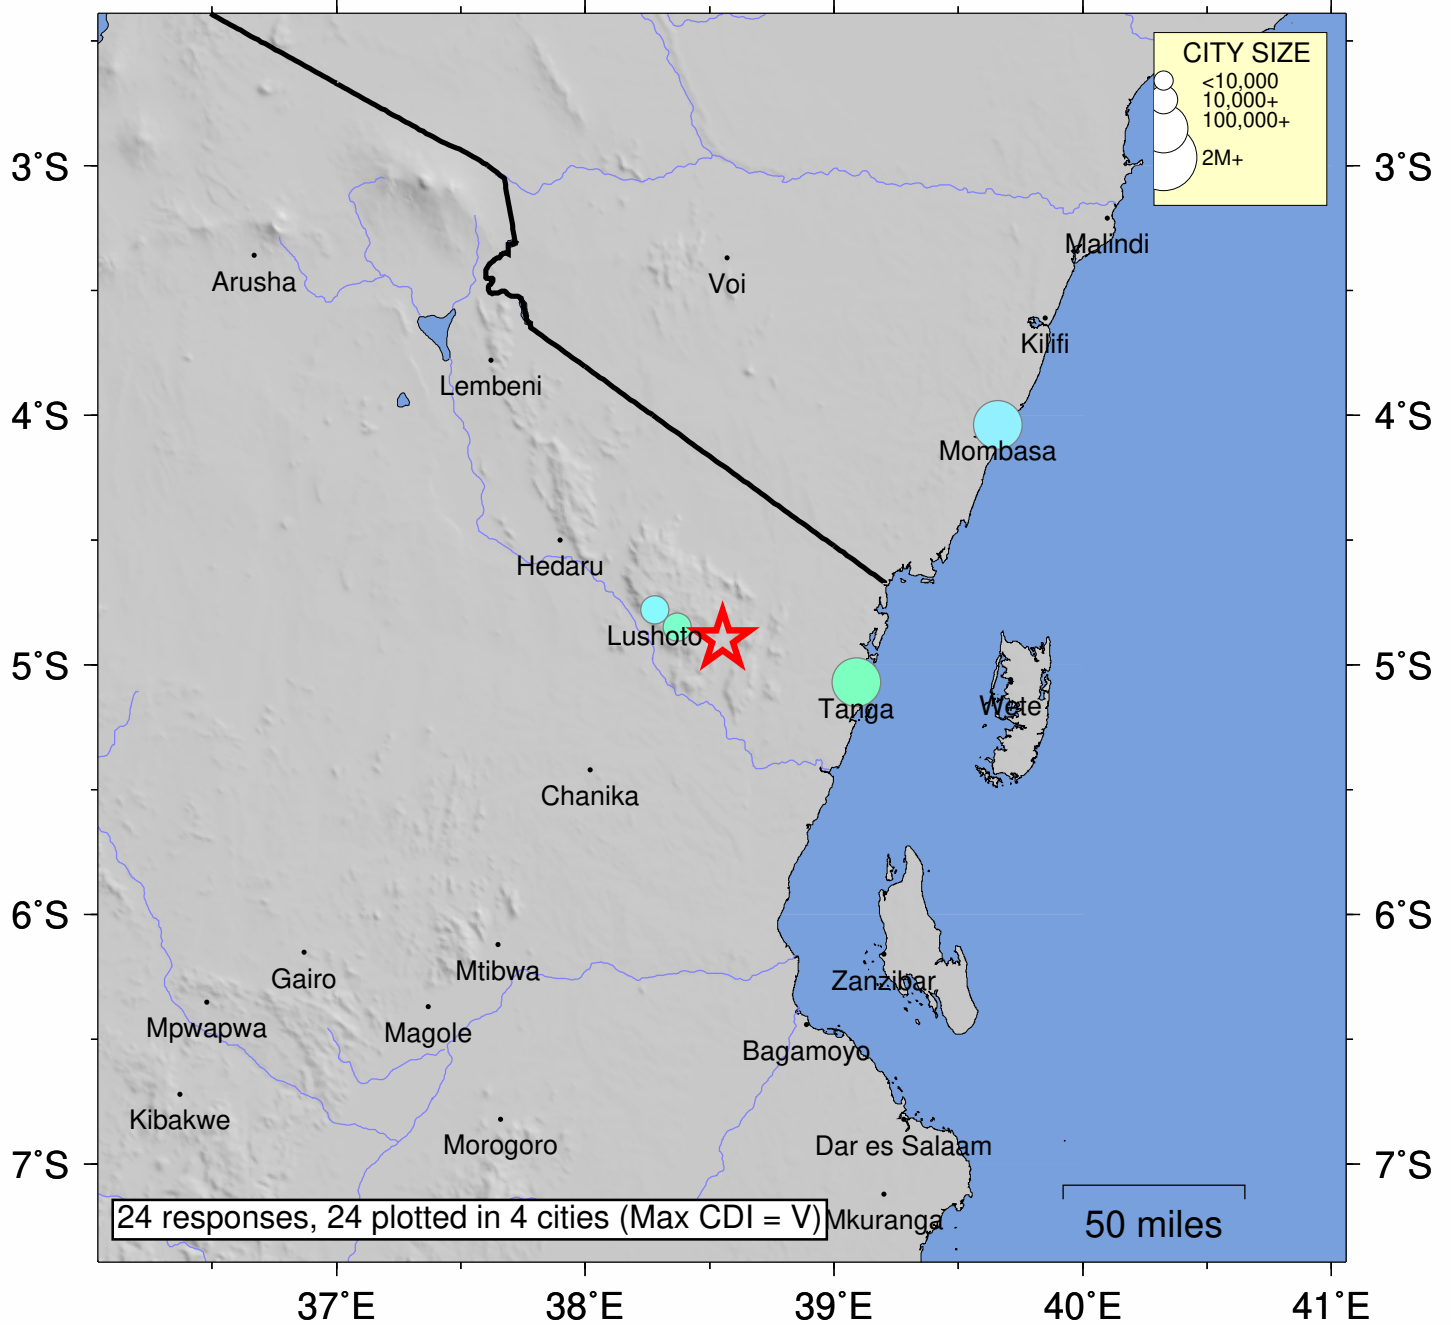 CITY SIZE
<10,000
10,000+
100,000+
2M+
3˚S
3˚S
Malindi
Arusha
Voi
Kilifi
Lembeni
4˚S
4˚S
Mombasa
Hedaru
Lushoto
5˚S
5˚S
Tanga
Wete
Chanika
6˚S
6˚S
Mtibwa
Gairo
Zanzibar
Mpwapwa
Magole
Bagamoyo
Kibakwe
Morogoro
Dar es Salaam
7˚S
7˚S
24 responses, 24 plotted in 4 cities (Max CDI = V)
Mkuranga
50 miles
37˚E
38˚E
39˚E
40˚E
41˚E